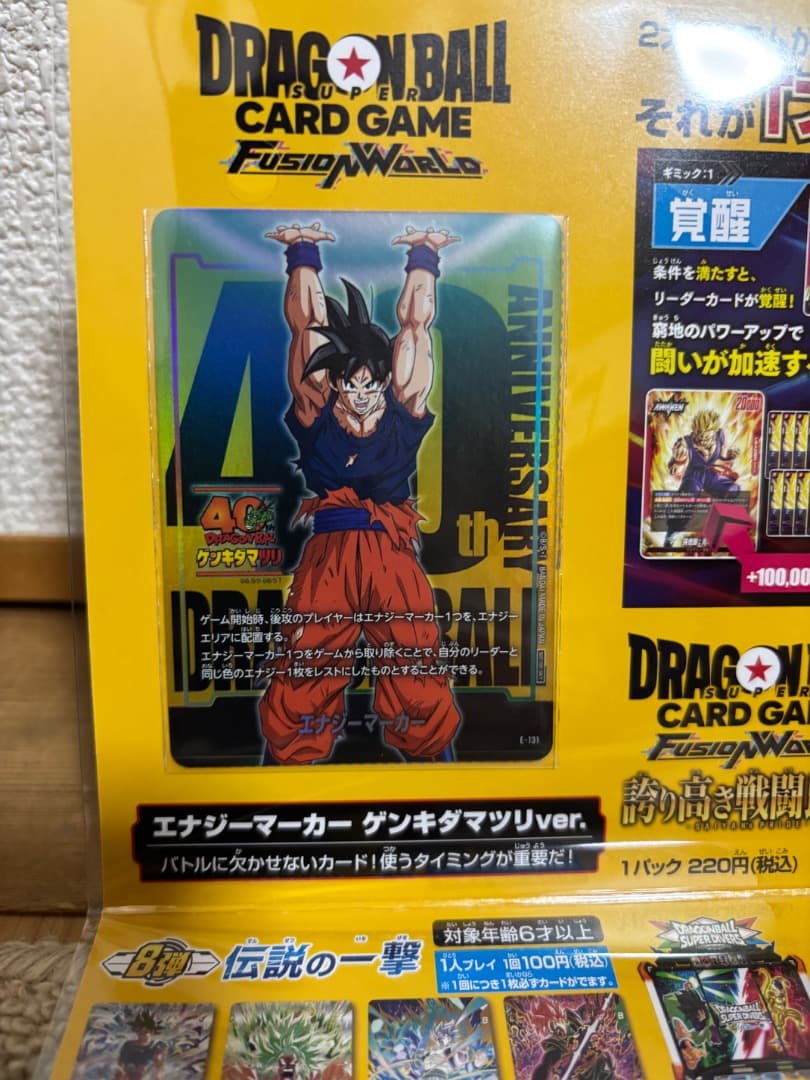 DRAGON BALL
SUPER
CARD GAME
FUSION WORLD
40
th
ANNIVERSARY
DRAGON BALL
40th
DRAGON BALL
ゲンキダマツリ
ゲーム開始時、後攻のプレイヤーはエナジーマーカー1つを、エナジー
エリアに配置する。
エナジーマーカー1つをゲームから取り除くことで、自分のリーダーと
同じ色のエナジー1枚をレストにしたものとすることができる。
エナジーマーカー
E-131
エナジーマーカー ゲンキダマツリver.
バトルに欠かせないカード!使うタイミングが重要だ!
それが
ギミック:1
覚醒
条件を満たすと、
リーダーカードが覚醒!
窮地のパワーアップで
闘いが加速す
AWAKEN
20000
+100,00
DRAGON
SUPER
CARD GA
FUSION WO
誇り高き戦闘
1パック 220円(税込)
8弾
伝説の一撃
対象年齢6才以上
1人プレイ 1回100円(税込)
※1回につき1枚必ずカードがでます。
DRAGONBALL
SUPER DIVERS
DRAGONBALL
SUPER DIVERS